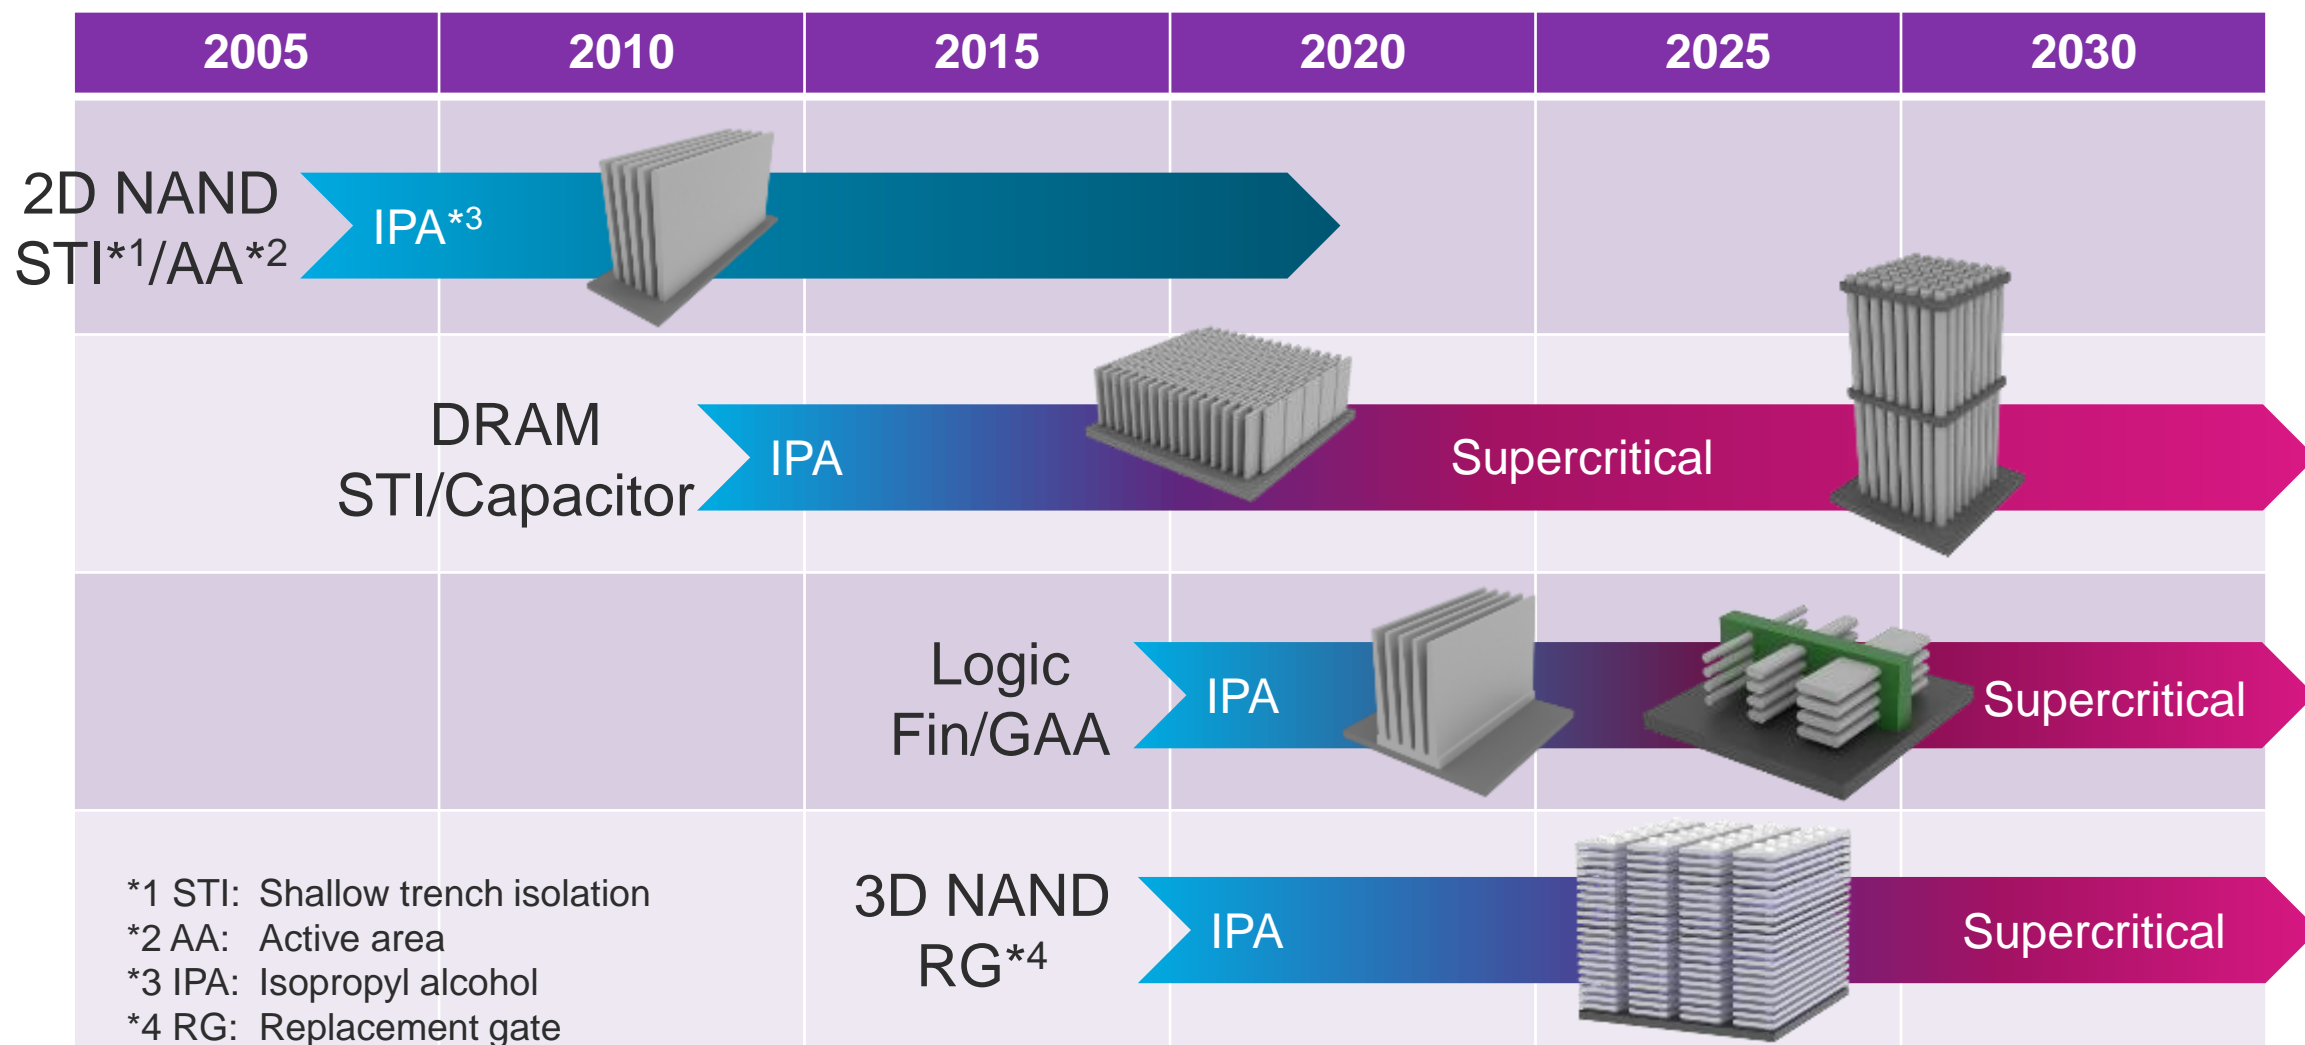 2005 2010 2015 2020 2025 2030
2D NAND
STI*1/AA*2
IPA*3
DRAM
STI/Capacitor
IPA
Supercritical
Logic
Fin/GAA
IPA
Supercritical
3D NAND
RG*4
IPA
Supercritical
*1 STI: Shallow trench isolation
*2 AA: Active area
*3 IPA: Isopropyl alcohol
*4 RG: Replacement gate